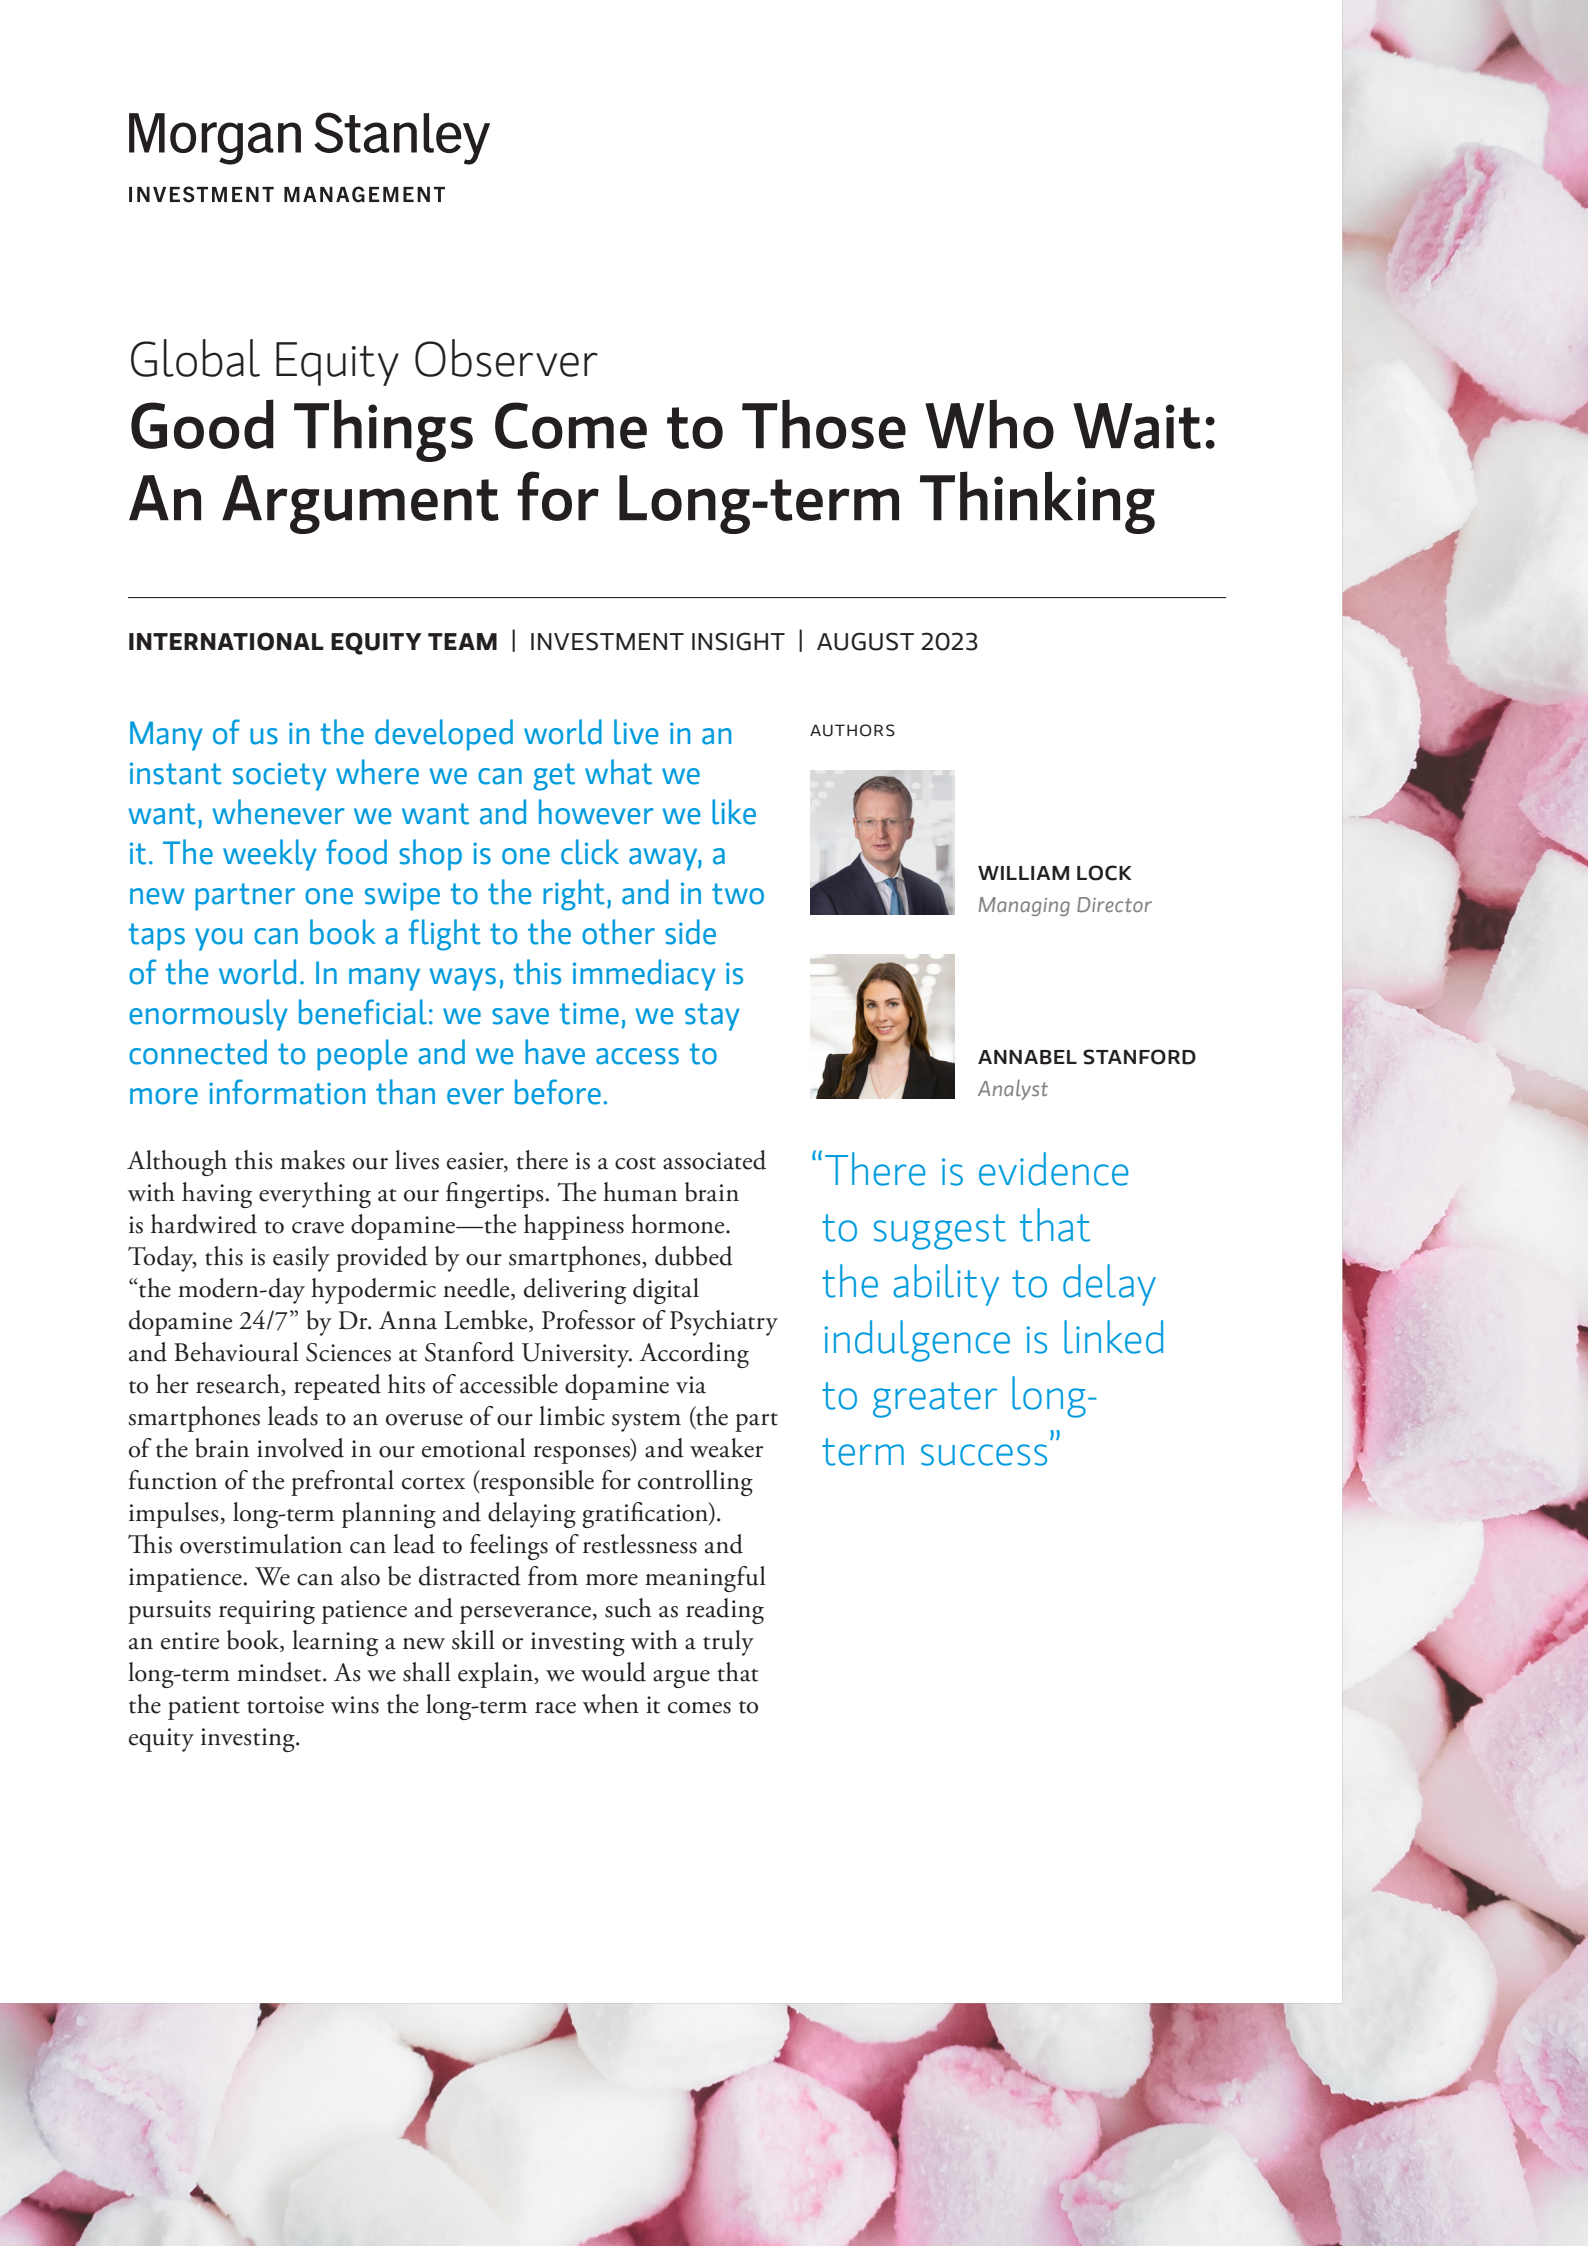 Morgan Stanley
INVESTMENT MANAGEMENT
Global Equity Observer
Good Things Come to Those Who Wait:
An Argument for Long-term Thinking
INTERNATIONAL EQUITY TEAM | INVESTMENT INSIGHT | AUGUST 2023
Many of us in the developed world live in an
instant society where we can get what we
want, whenever we want and however we like
it. The weekly food shop is one click away, a
new partner one swipe to the right, and in two
taps you can book a flight to the other side
of the world. In many ways, this immediacy is
enormously beneficial: we save time, we stay
connected to people and we have access to
more information than ever before.
Although this makes our lives easier, there is a cost associated
with having everything at our fingertips. The human brain
is hardwired to crave dopamine—the happiness hormone.
Today, this is easily provided by our smartphones, dubbed
“the modern-day hypodermic needle, delivering digital
dopamine 24/7” by Dr. Anna Lembke, Professor of Psychiatry
and Behavioural Sciences at Stanford University. According
to her research, repeated hits of accessible dopamine via
smartphones leads to an overuse of our limbic system (the part
of the brain involved in our emotional responses) and weaker
function of the prefrontal cortex (responsible for controlling
impulses, long-term planning and delaying gratification).
This overstimulation can lead to feelings of restlessness and
impatience. We can also be distracted from more meaningful
pursuits requiring patience and perseverance, such as reading
an entire book, learning a new skill or investing with a truly
long-term mindset. As we shall explain, we would argue that
the patient tortoise wins the long-term race when it comes to
equity investing.
AUTHORS
WILLIAM LOCK
Managing Director
ANNABEL STANFORD
Analyst
“There is evidence
to suggest that
the ability to delay
indulgence is linked
to greater long-
term success”